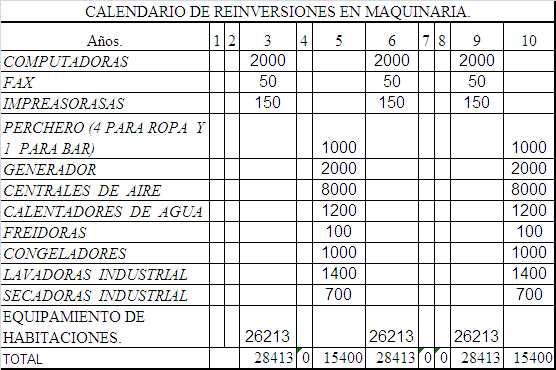 CALENDARIO DE REINVERSIONES EN MAQUINARIA.
Años. 1 2 3 4 5 6 7 8 9 10
COMPUTADORAS 2000 2000 2000
FAX 50 50 50
IMPREASORASAS 150 150 150
PERCHERO (4 PARA ROPA Y
1 PARA BAR) 1000 1000
GENERADOR 2000 2000
CENTRALES DE AIRE 8000 8000
CALENTADORES DE AGUA 1200 1200
FREIDORAS 100 100
CONGELADORES 1000 1000
LAVADORAS INDUSTRIAL 1400 1400
SECADORAS INDUSTRIAL 700 700
EQUIPAMIENTO DE
HABITACIONES. 26213 26213 26213
TOTAL 28413 0 15400 28413 0 0 28413 15400